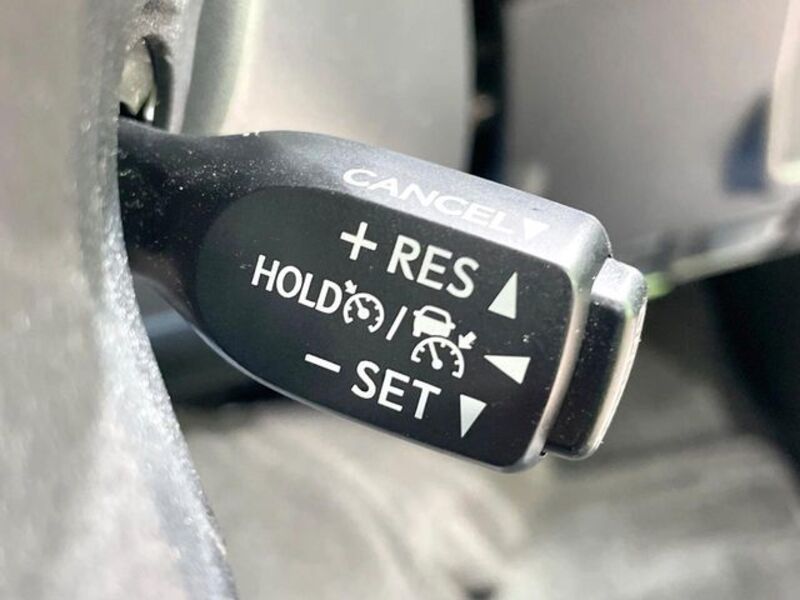 CANCEL▼
+ RES ▲
HOLD / ◀
− SET ▼